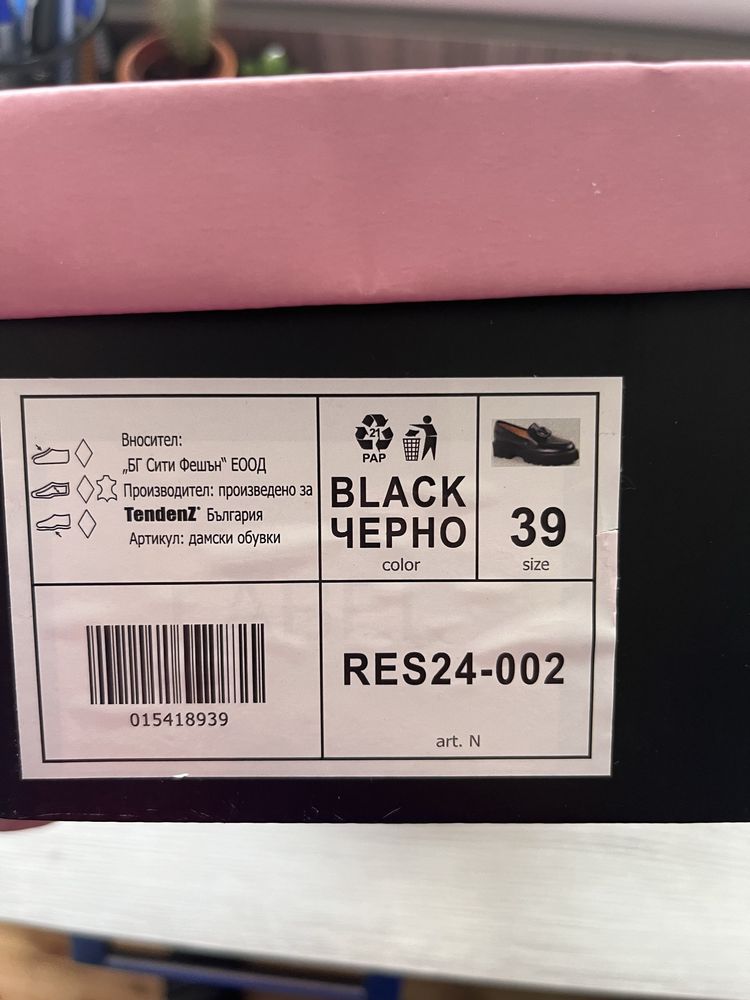 Вносител:
„БГ Сити Фешън“ ЕООД
Производител: произведено за
TendenZ® България
Артикул: дамски обувки
21
PAP
BLACK
ЧЕРНО
color
39
size
015418939
RES24-002
art. N